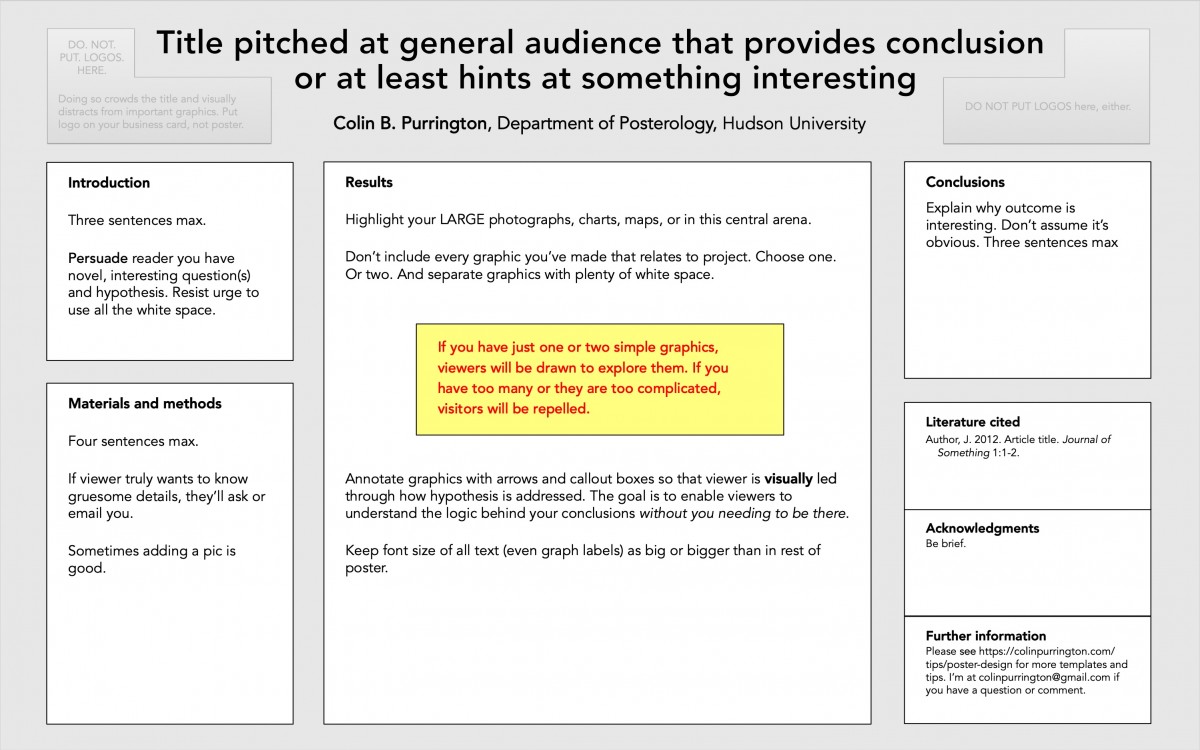 DO. NOT.
PUT. LOGOS.
HERE.
Doing so crowds the title and visually
distracts from important graphics. Put
logo on your business card, not poster.
Title pitched at general audience that provides conclusion
or at least hints at something interesting
Colin B. Purrington, Department of Posterology, Hudson University
DO NOT PUT LOGOS here, either.
Introduction
Three sentences max.
Persuade reader you have
novel, interesting question(s)
and hypothesis. Resist urge to
use all the white space.
Materials and methods
Four sentences max.
If viewer truly wants to know
gruesome details, they’ll ask or
email you.
Sometimes adding a pic is
good.
Results
Highlight your LARGE photographs, charts, maps, or in this central arena.
Don’t include every graphic you’ve made that relates to project. Choose one.
Or two. And separate graphics with plenty of white space.
If you have just one or two simple graphics,
viewers will be drawn to explore them. If you
have too many or they are too complicated,
visitors will be repelled.
Annotate graphics with arrows and callout boxes so that viewer is visually led
through how hypothesis is addressed. The goal is to enable viewers to
understand the logic behind your conclusions without you needing to be there.
Keep font size of all text (even graph labels) as big or bigger than in rest of
poster.
Conclusions
Explain why outcome is
interesting. Don’t assume it’s
obvious. Three sentences max
Literature cited
Author, J. 2012. Article title. Journal of
Something 1:1-2.
Acknowledgments
Be brief.
Further information
Please see https://colinpurrington.com/
tips/poster-design for more templates and
tips. I’m at colinpurrington@gmail.com if
you have a question or comment.